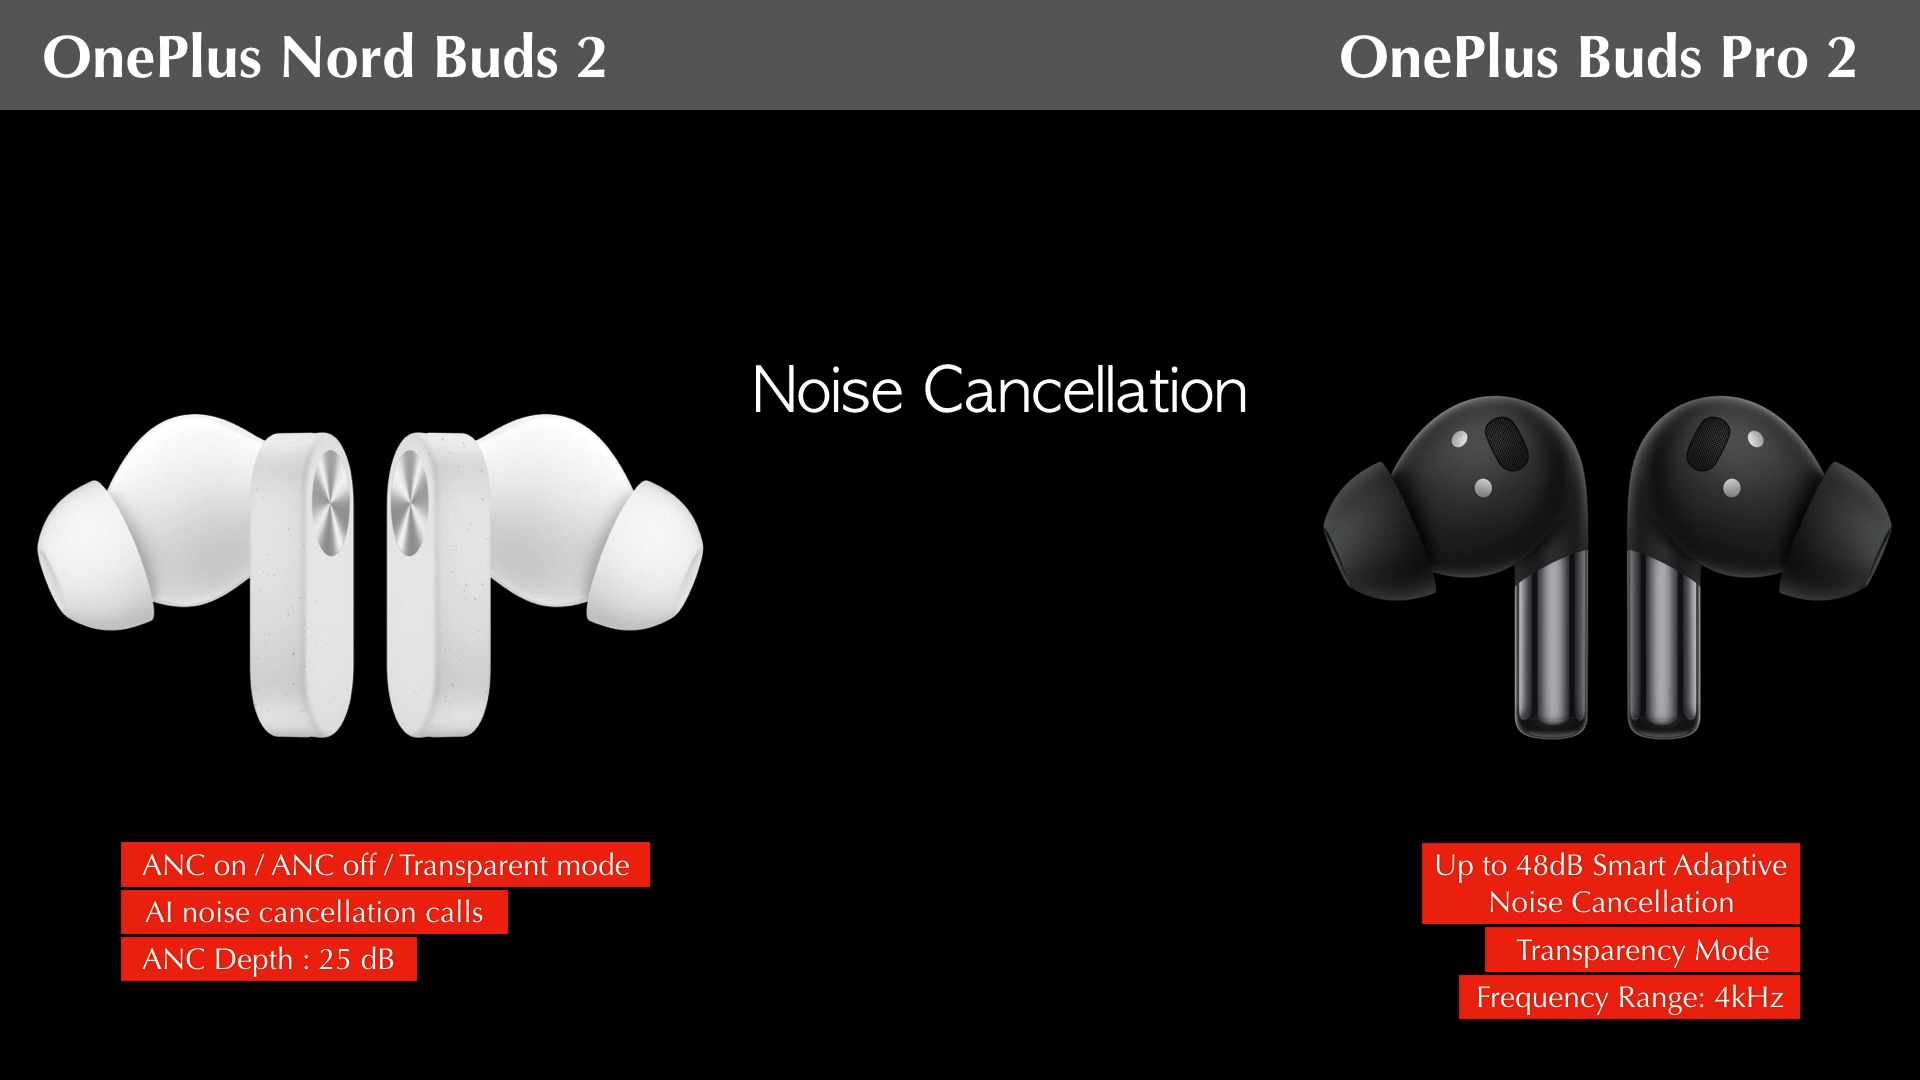 OnePlus Nord Buds 2
OnePlus Buds Pro 2
Noise Cancellation
ANC on / ANC off / Transparent mode
AI noise cancellation calls
ANC Depth : 25 dB
Up to 48dB Smart Adaptive
Noise Cancellation
Transparency Mode
Frequency Range: 4kHz